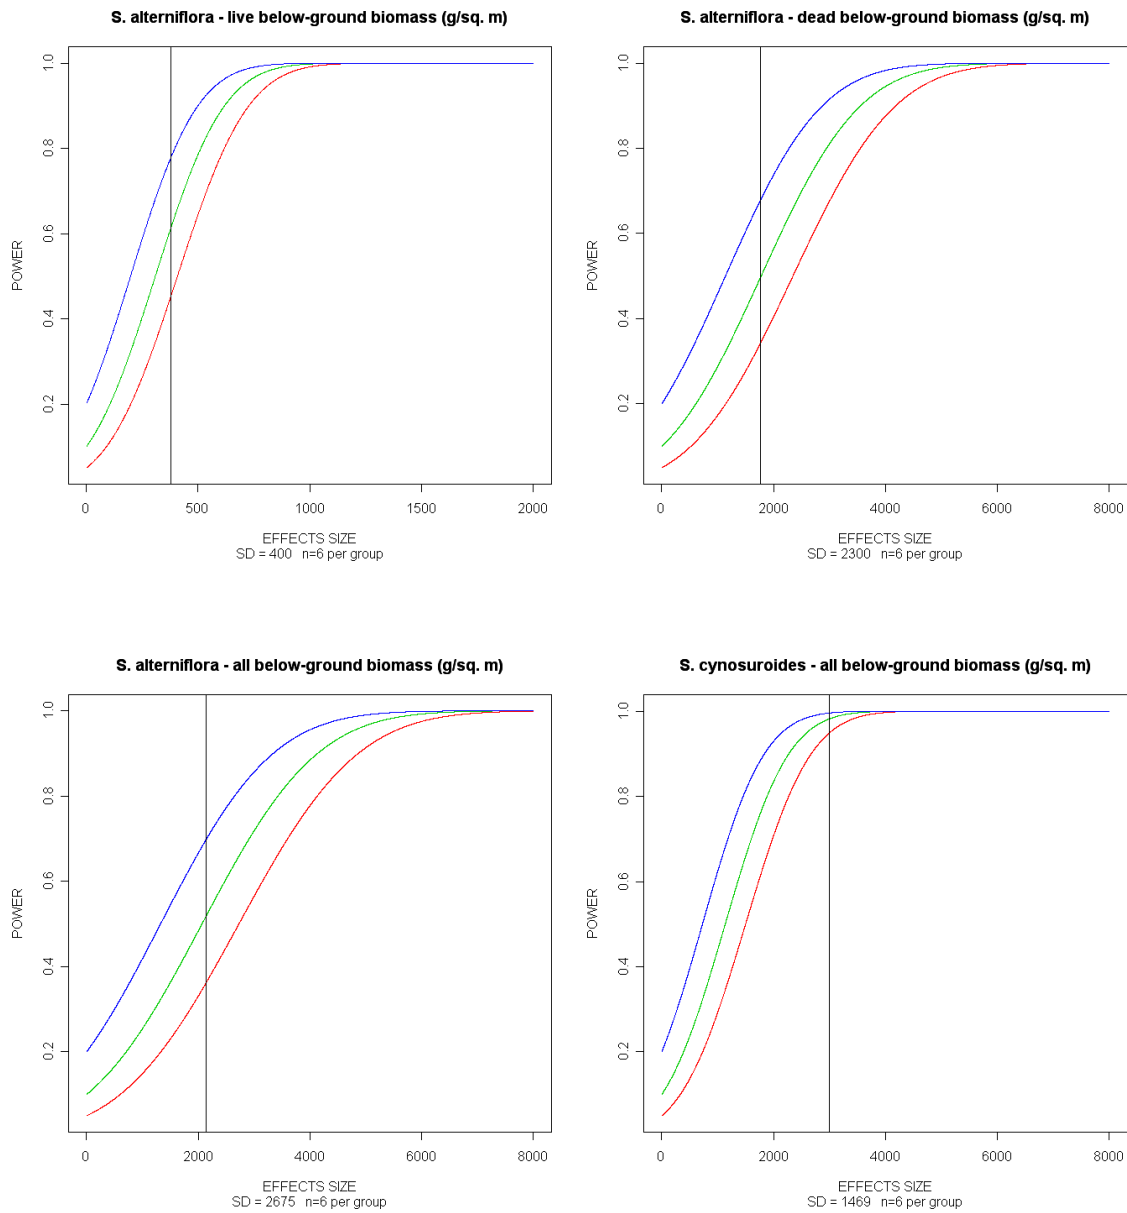 S. alterniflora - live below-ground biomass (g/sq. m)
POWER
1.0
0.8
0.6
0.4
0.2
0 500 1000 1500 2000
EFFECTS SIZE
SD = 400 n=6 per group
S. alterniflora - dead below-ground biomass (g/sq. m)
POWER
1.0
0.8
0.6
0.4
0.2
0 2000 4000 6000 8000
EFFECTS SIZE
SD = 2300 n=6 per group
S. alterniflora - all below-ground biomass (g/sq. m)
POWER
1.0
0.8
0.6
0.4
0.2
0 2000 4000 6000 8000
EFFECTS SIZE
SD = 2675 n=6 per group
S. cynosuroides - all below-ground biomass (g/sq. m)
POWER
1.0
0.8
0.6
0.4
0.2
0 2000 4000 6000 8000
EFFECTS SIZE
SD = 1469 n=6 per group